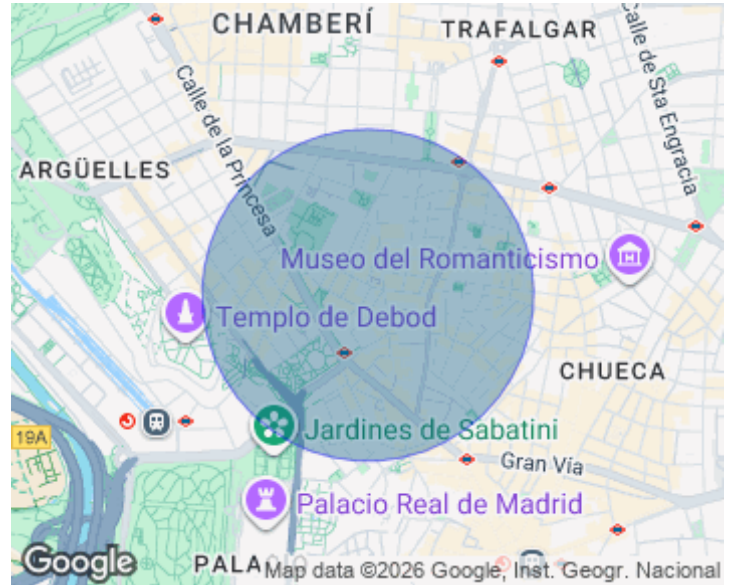 CHAMBERÍ
TRAFALGAR
Calle de Sta Engracia
Calle de la Princesa
ARGÜELLES
Museo del Romanticismo
Templo de Debod
CHUECA
Jardines de Sabatini
19A
Gran Vía
Palacio Real de Madrid
Google
PALA
Map data ©2026 Google, Inst. Geogr. Nacional